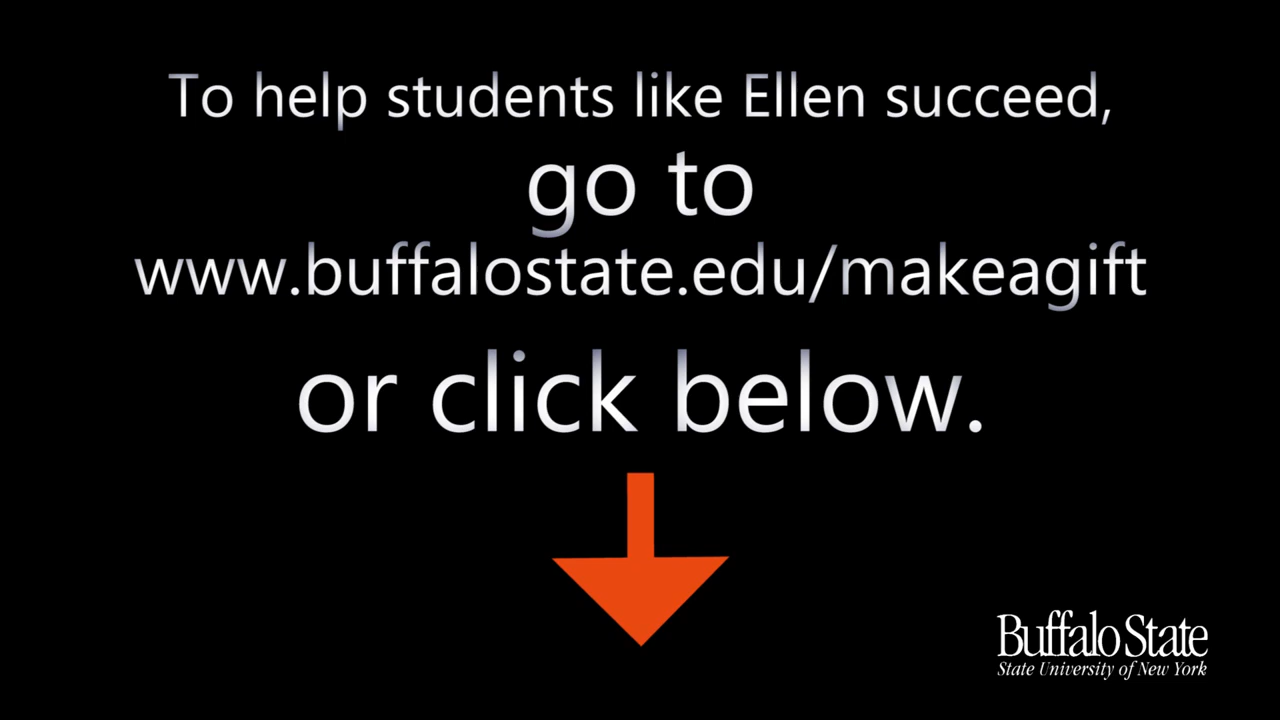 To help students like Ellen succeed,
go to
www.buffalostate.edu/makeagift
or click below.
Buffalo State
State University of New York